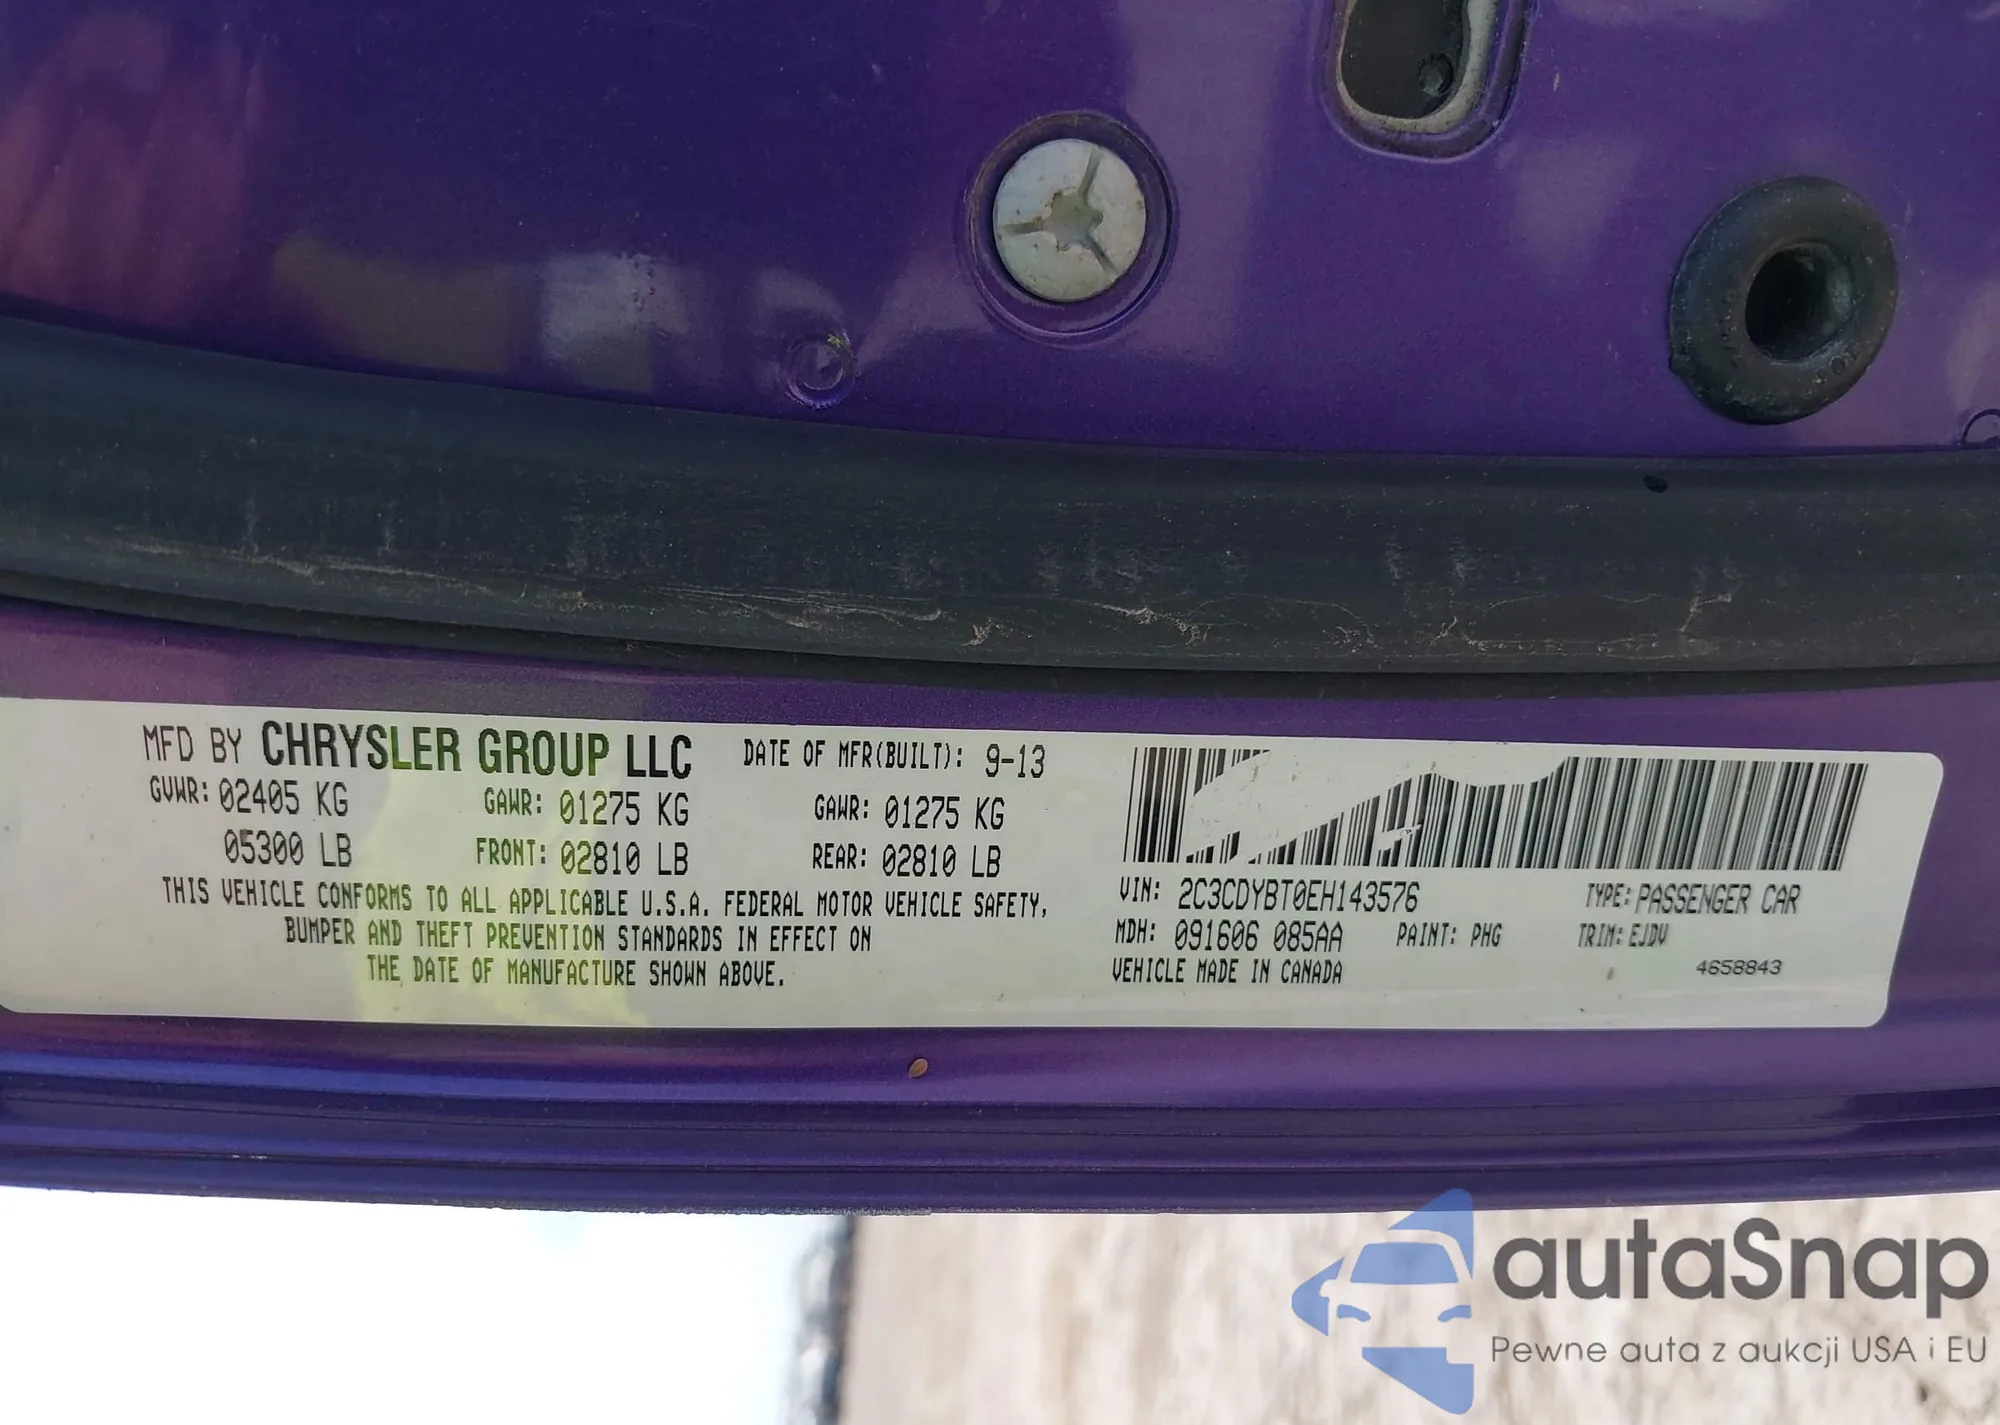 MFD BY CHRYSLER GROUP LLC DATE OF MFR(BUILT): 9-13
GVWR: 02405 KG GAWR: 01275 KG GAWR: 01275 KG
05300 LB FRONT: 02810 LB REAR: 02810 LB
THIS VEHICLE CONFORMS TO ALL APPLICABLE U.S.A. FEDERAL MOTOR VEHICLE SAFETY,
BUMPER AND THEFT PREVENTION STANDARDS IN EFFECT ON
THE DATE OF MANUFACTURE SHOWN ABOVE.
VIN: 2C3CDYBT0EH143576 TYPE: PASSENGER CAR
MDH: 091606 085AA PAINT: PHG TRIM: EJDV
VEHICLE MADE IN CANADA 4658843
autaSnap
Pewne auta z aukcji USA i EU